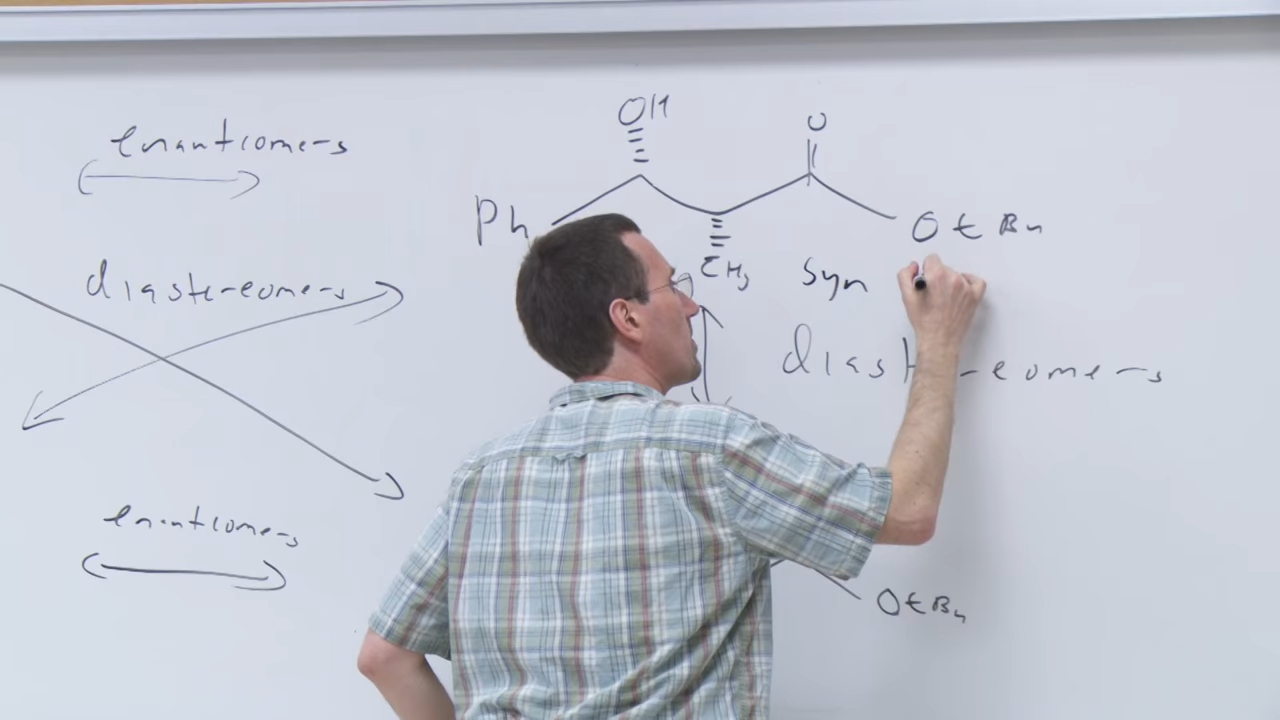 enantiomers
diastereomers
enantiomers
OH
O
Ph
OtBu
CH3
syn
diastereomers
OtBu